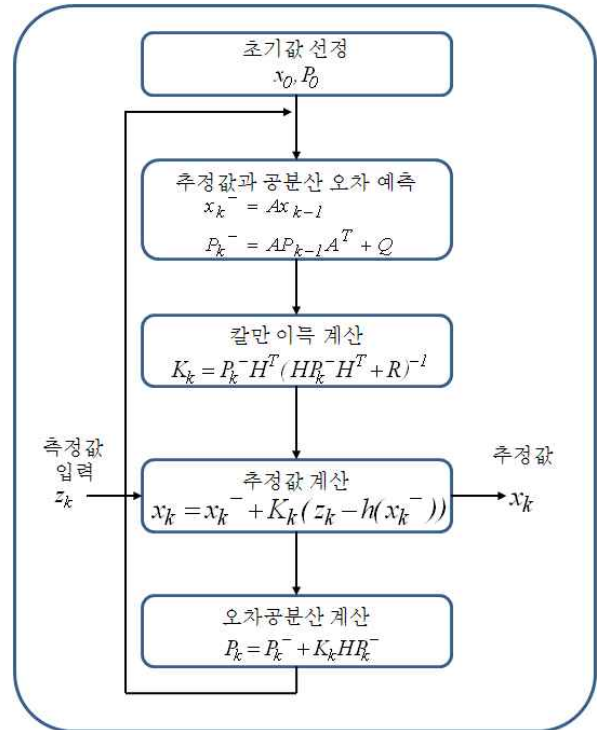 초기값 선정
x₀, P₀
추정값과 공분산 오차 예측
xₖ⁻ = Axₖ₋₁
Pₖ⁻ = APₖ₋₁Aᵀ + Q
칼만 이득 계산
Kₖ = Pₖ⁻Hᵀ(HPₖ⁻Hᵀ + R)⁻¹
측정값
입력
zₖ
추정값 계산
xₖ = xₖ⁻ + Kₖ(zₖ − h(xₖ⁻))
추정값
xₖ
오차공분산 계산
Pₖ = Pₖ⁻ + KₖHPₖ⁻